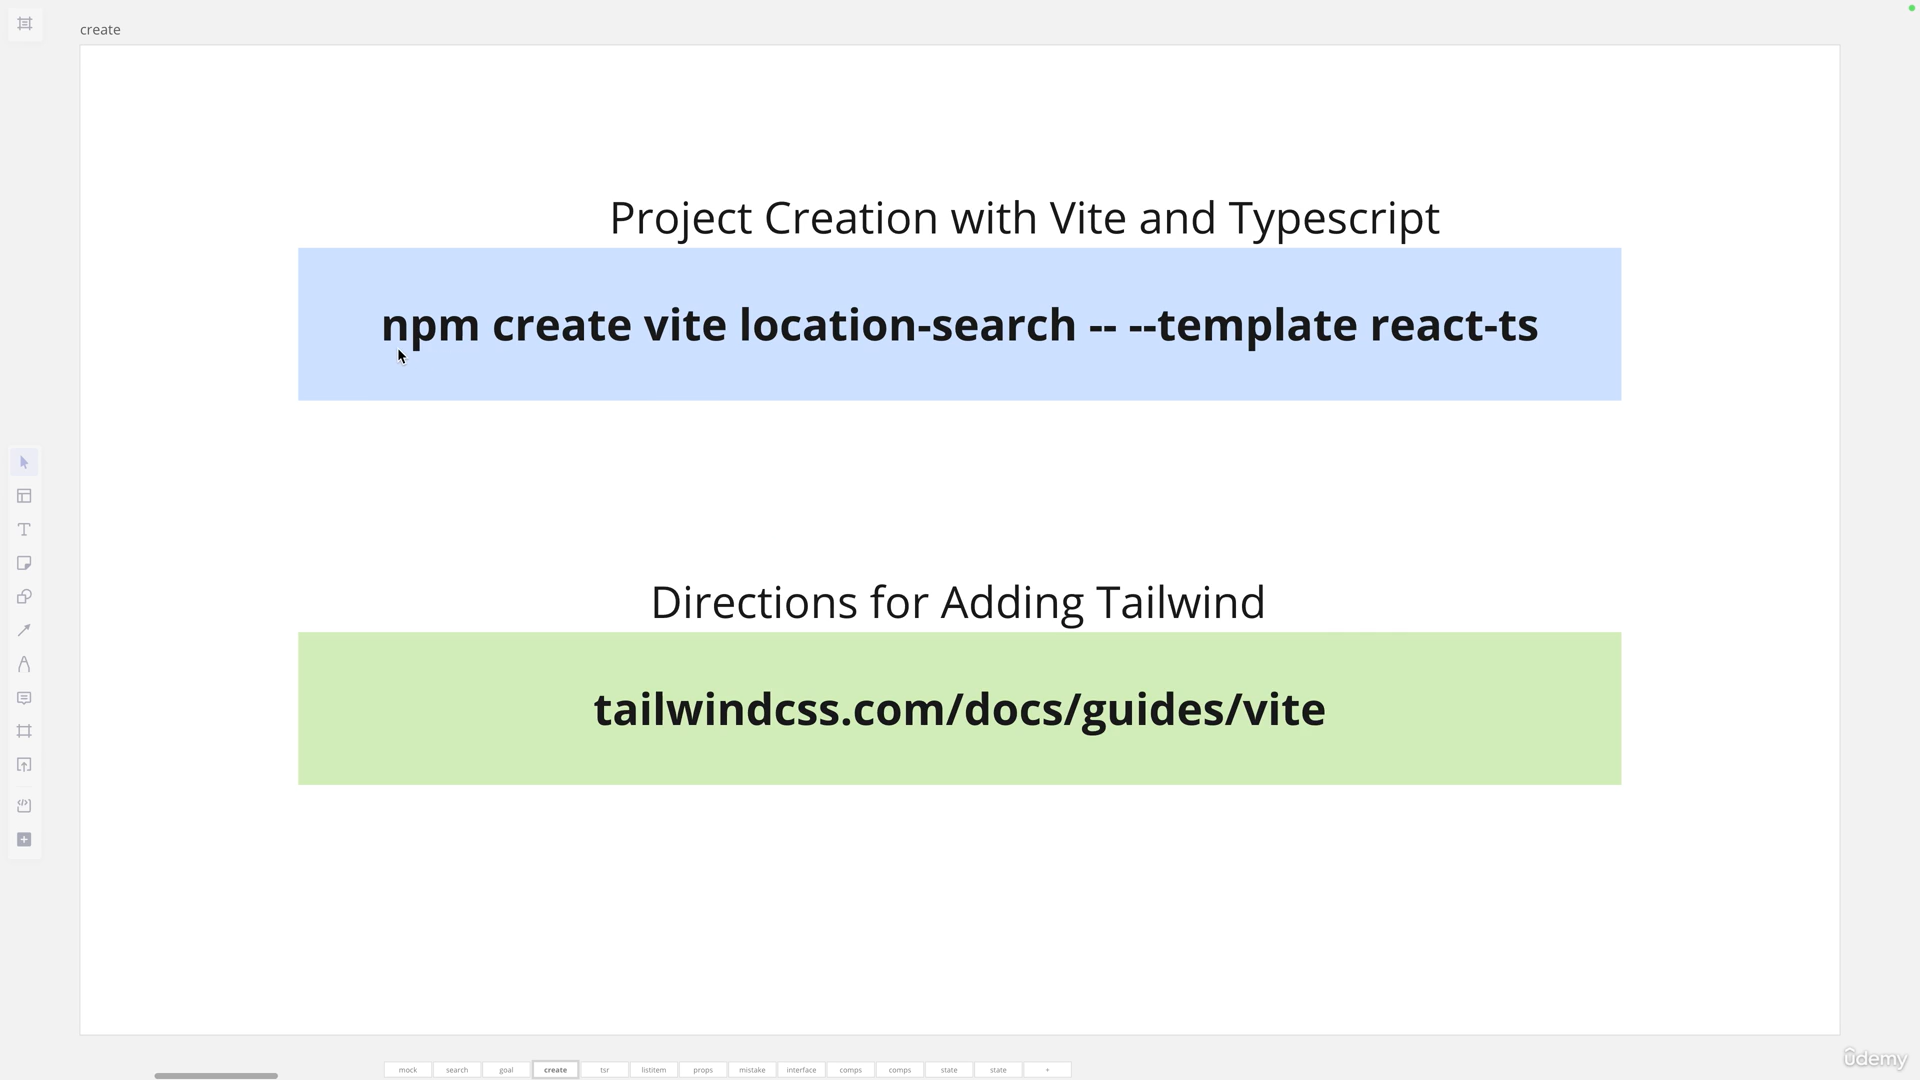 create
Project Creation with Vite and Typescript
npm create vite location-search -- --template react-ts
Directions for Adding Tailwind
tailwindcss.com/docs/guides/vite
mock search goal create tsr listitem props mistake interface comps comps state state +
ûdemy